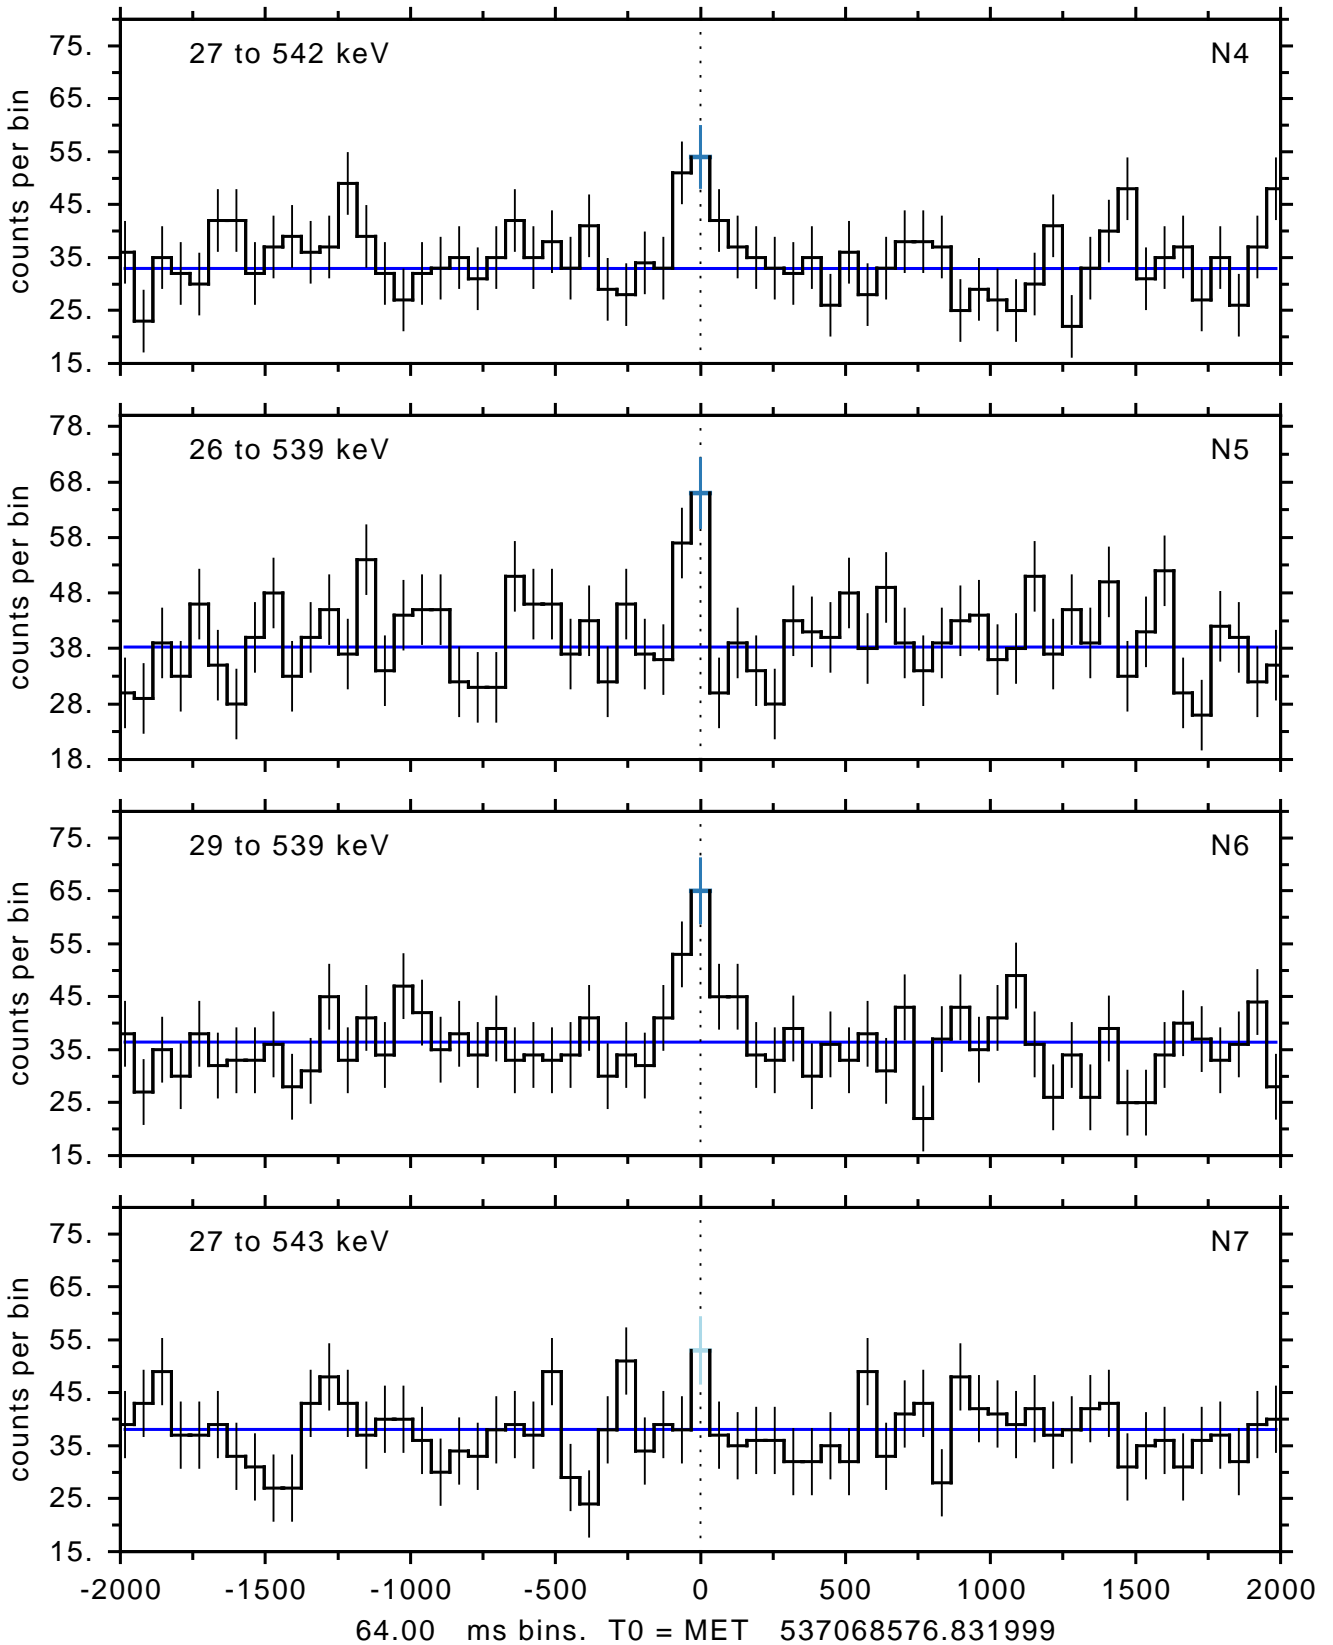 27 to 542 keV N4
75.
65.
55.
45.
35.
25.
15.
counts per bin
26 to 539 keV N5
78.
68.
58.
48.
38.
28.
18.
counts per bin
29 to 539 keV N6
75.
65.
55.
45.
35.
25.
15.
counts per bin
27 to 543 keV N7
75.
65.
55.
45.
35.
25.
15.
counts per bin
-2000 -1500 -1000 -500 0 500 1000 1500 2000
64.00 ms bins. T0 = MET 537068576.831999